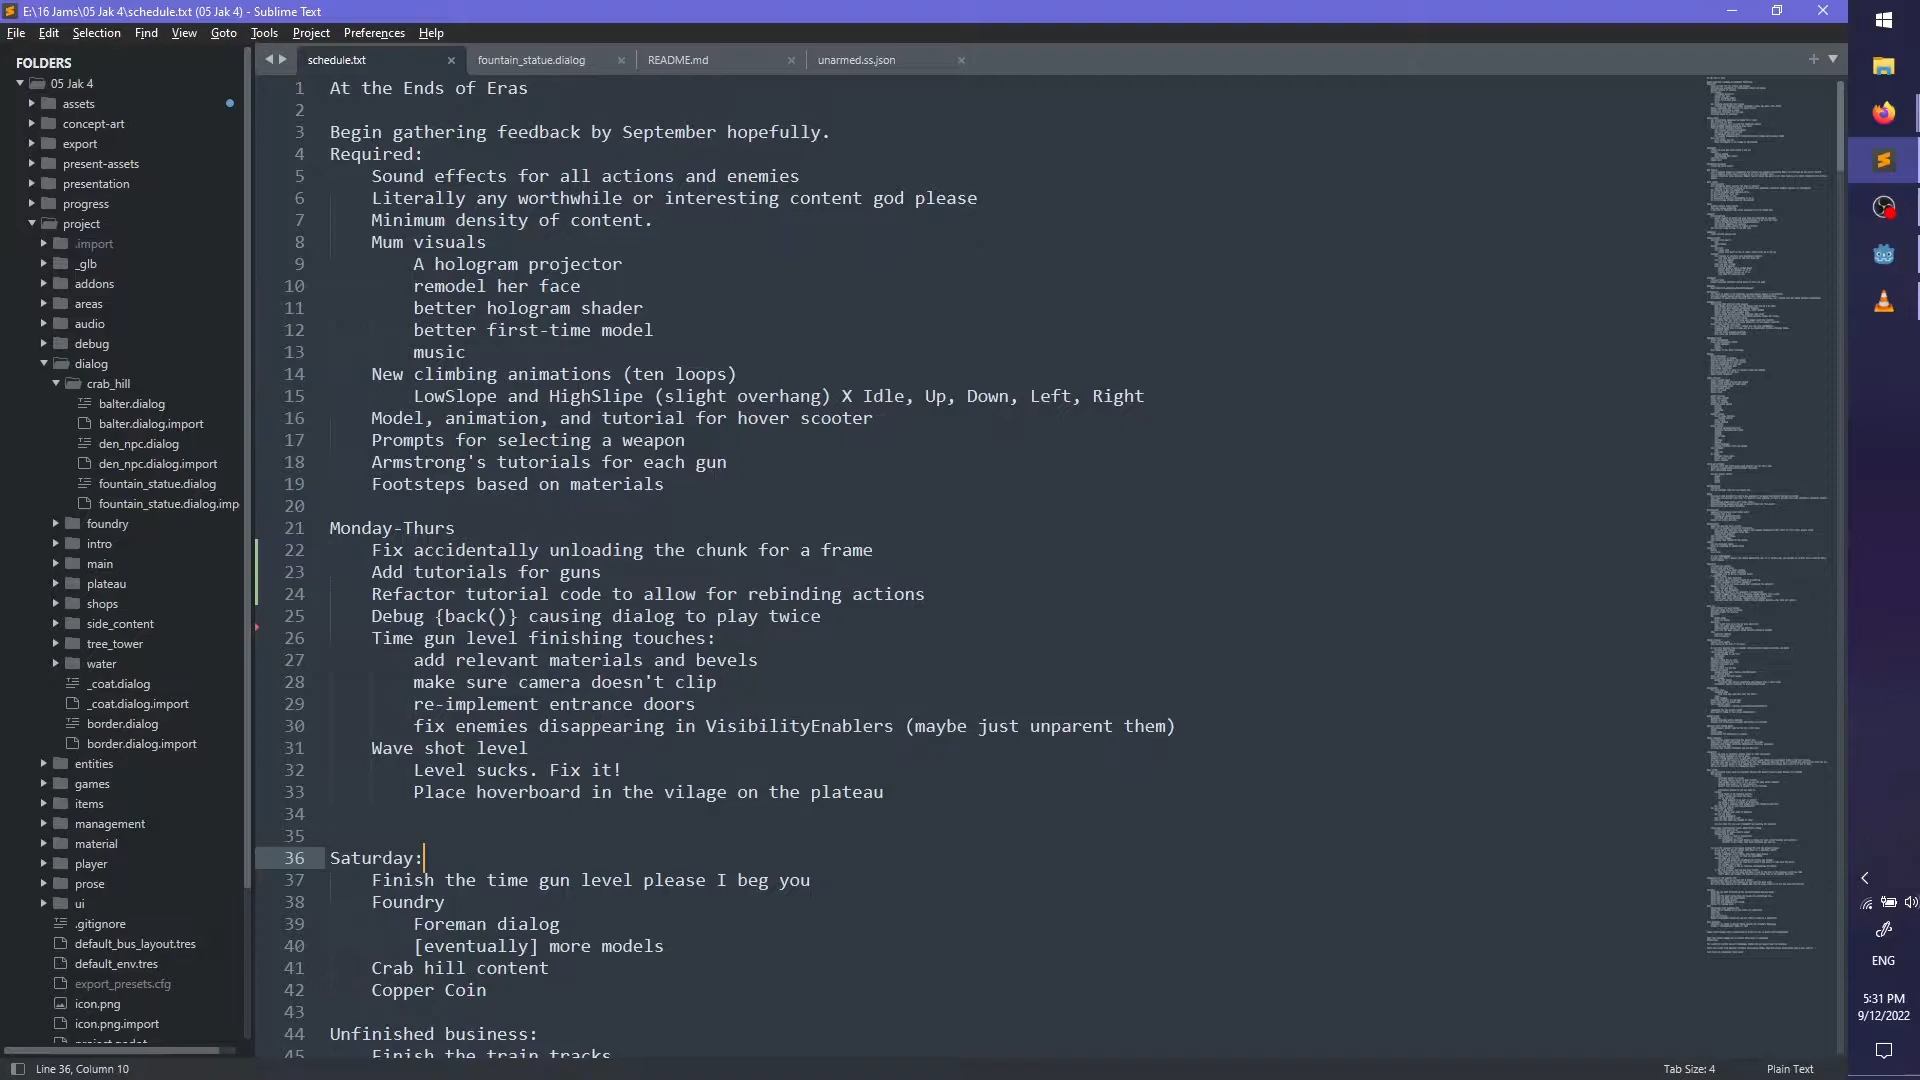 E:\16 Jams\05 Jak 4\schedule.txt (05 Jak 4) - Sublime Text
File Edit Selection Find View Goto Tools Project Preferences Help
FOLDERS
05 Jak 4
assets
concept-art
export
present-assets
presentation
progress
project
.import
_glb
addons
areas
audio
debug
dialog
crab_hill
balter.dialog
balter.dialog.import
den_npc.dialog
den_npc.dialog.import
fountain_statue.dialog
fountain_statue.dialog.imp
foundry
intro
main
plateau
shops
side_content
tree_tower
water
_coat.dialog
_coat.dialog.import
border.dialog
border.dialog.import
entities
games
items
management
material
player
prose
ui
.gitignore
default_bus_layout.tres
default_env.tres
export_presets.cfg
icon.png
icon.png.import
schedule.txt fountain_statue.dialog README.md unarmed.ss.json
1 At the Ends of Eras
2
3 Begin gathering feedback by September hopefully.
4 Required:
5 Sound effects for all actions and enemies
6 Literally any worthwhile or interesting content god please
7 Minimum density of content.
8 Mum visuals
9 A hologram projector
10 remodel her face
11 better hologram shader
12 better first-time model
13 music
14 New climbing animations (ten loops)
15 LowSlope and HighSlipe (slight overhang) X Idle, Up, Down, Left, Right
16 Model, animation, and tutorial for hover scooter
17 Prompts for selecting a weapon
18 Armstrong's tutorials for each gun
19 Footsteps based on materials
20
21 Monday-Thurs
22 Fix accidentally unloading the chunk for a frame
23 Add tutorials for guns
24 Refactor tutorial code to allow for rebinding actions
25 Debug {back()} causing dialog to play twice
26 Time gun level finishing touches:
27 add relevant materials and bevels
28 make sure camera doesn't clip
29 re-implement entrance doors
30 fix enemies disappearing in VisibilityEnablers (maybe just unparent them)
31 Wave shot level
32 Level sucks. Fix it!
33 Place hoverboard in the vilage on the plateau
34
35
36 Saturday:
37 Finish the time gun level please I beg you
38 Foundry
39 Foreman dialog
40 [eventually] more models
41 Crab hill content
42 Copper Coin
43
44 Unfinished business:
45 Finish the train tracks
Line 36, Column 10
Tab Size: 4
Plain Text
ENG
5:31 PM
9/12/2022